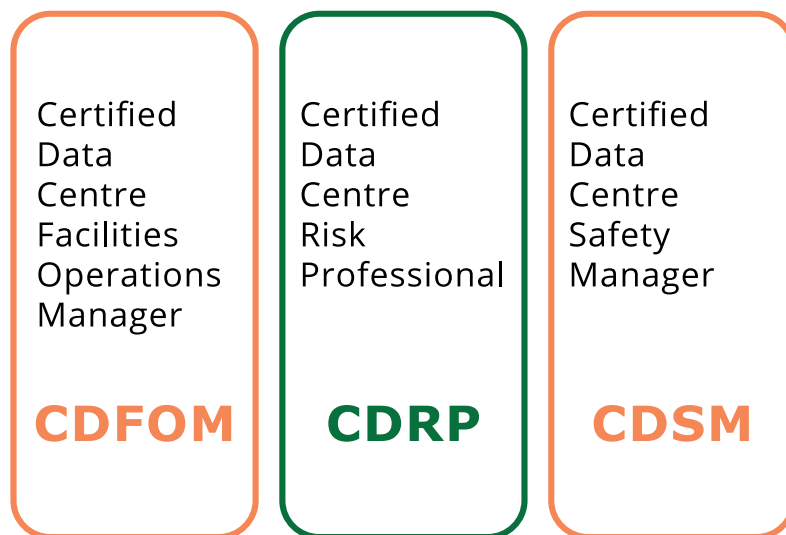 Certified
Data
Centre
Facilities
Operations
Manager
CDFOM
Certified
Data
Centre
Risk
Professional
CDRP
Certified
Data
Centre
Safety
Manager
CDSM